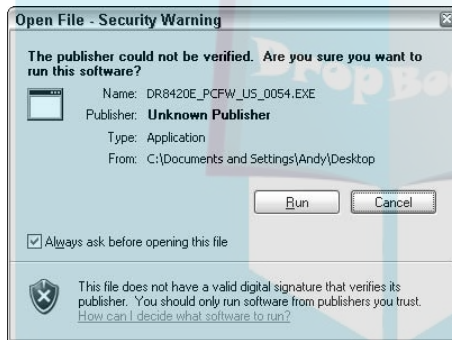 Open File - Security Warning
Drop Bo
The publisher could not be verified. Are you sure you want to
run this software?
Name: DR8420E_PCFW_US_0054.EXE
Publisher: Unknown Publisher
Type: Application
From: C:\Documents and Settings\Andy\Desktop
Run Cancel
Always ask before opening this file
This file does not have a valid digital signature that verifies its
publisher. You should only run software from publishers you trust.
How can I decide what software to run?